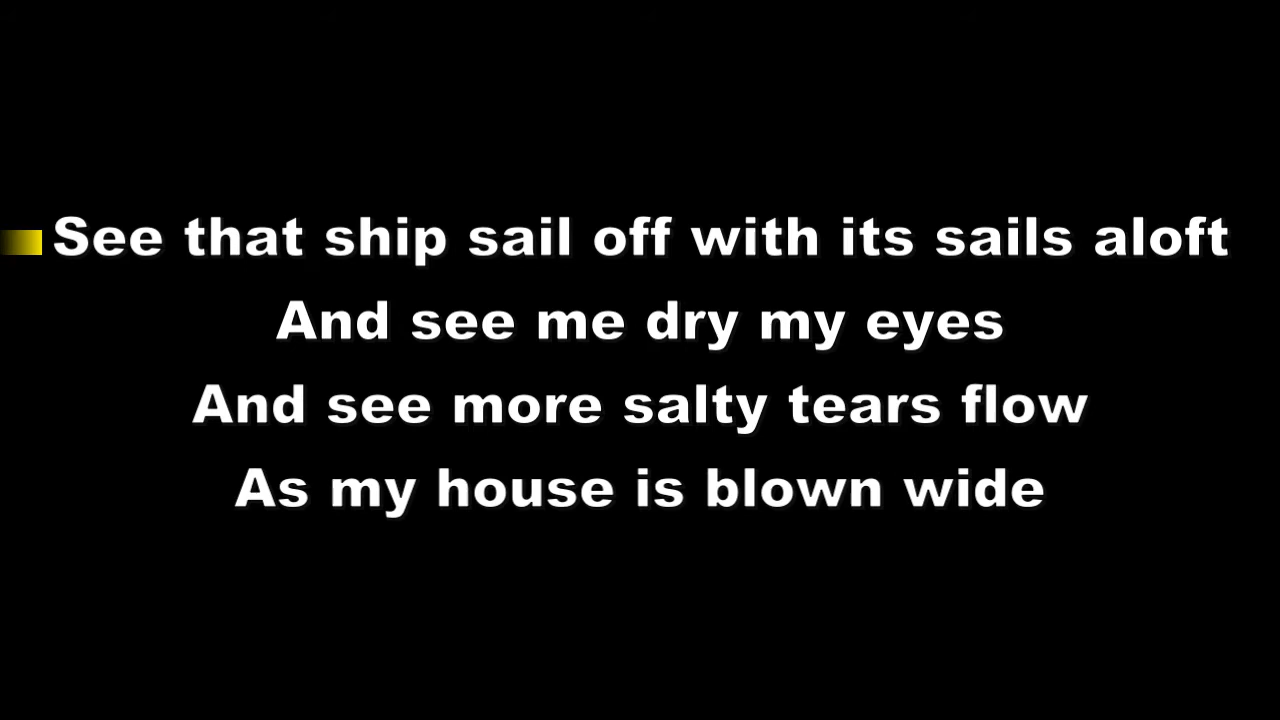 See that ship sail off with its sails aloft
And see me dry my eyes
And see more salty tears flow
As my house is blown wide